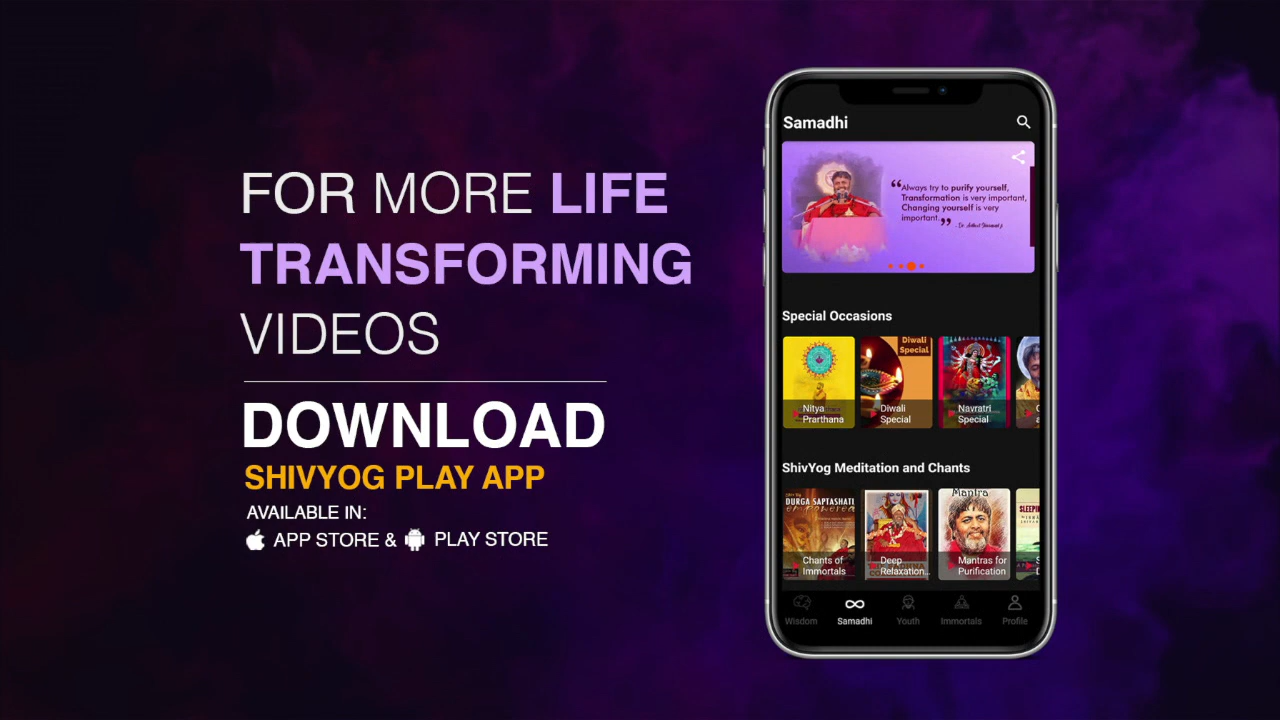 FOR MORE LIFE
TRANSFORMING
VIDEOS
DOWNLOAD
SHIVYOG PLAY APP
AVAILABLE IN:
APP STORE & PLAY STORE
Samadhi
“Always try to purify yourself,
Transformation is very important,
Changing yourself is very
important.”
Special Occasions
Diwali
Special
Nitya
Prarthana
Diwali
Special
Navratri
Special
ShivYog Meditation and Chants
DURGA SAPTASHATI
Mantra
Chants of
Immortals
Deep
Relaxation...
Mantras for
Purification
Wisdom
Samadhi
Youth
Immortals
Profile